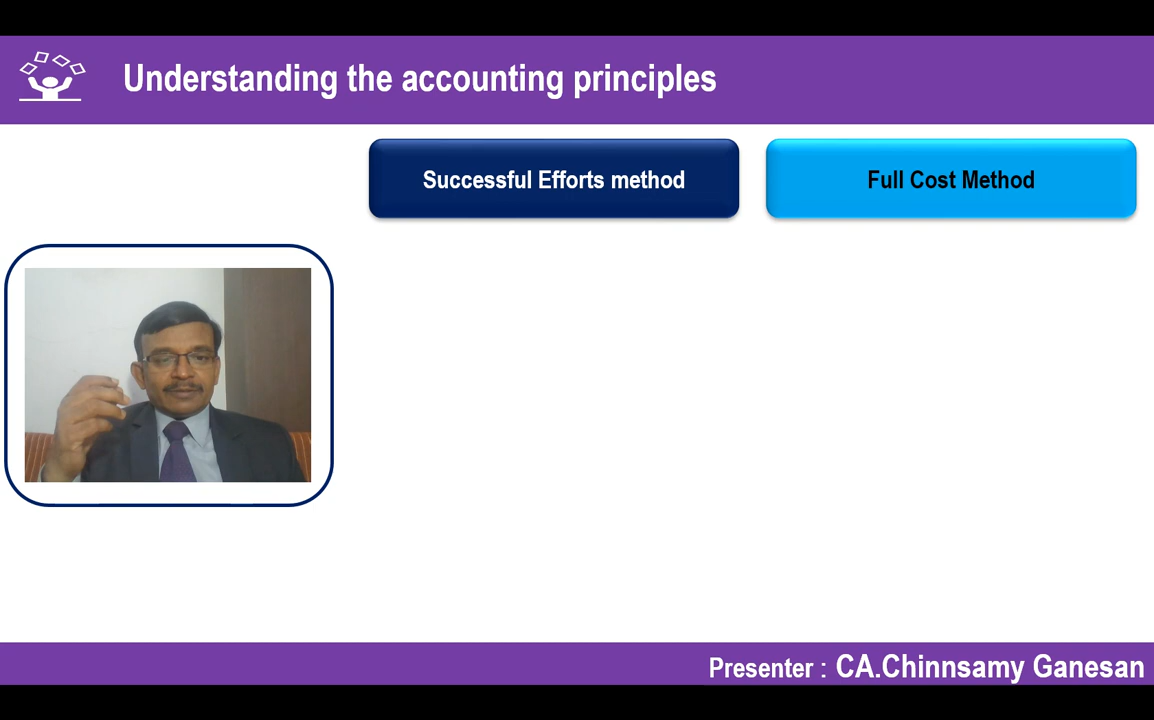 Understanding the accounting principles
Successful Efforts method
Full Cost Method
Presenter : CA.Chinnsamy Ganesan